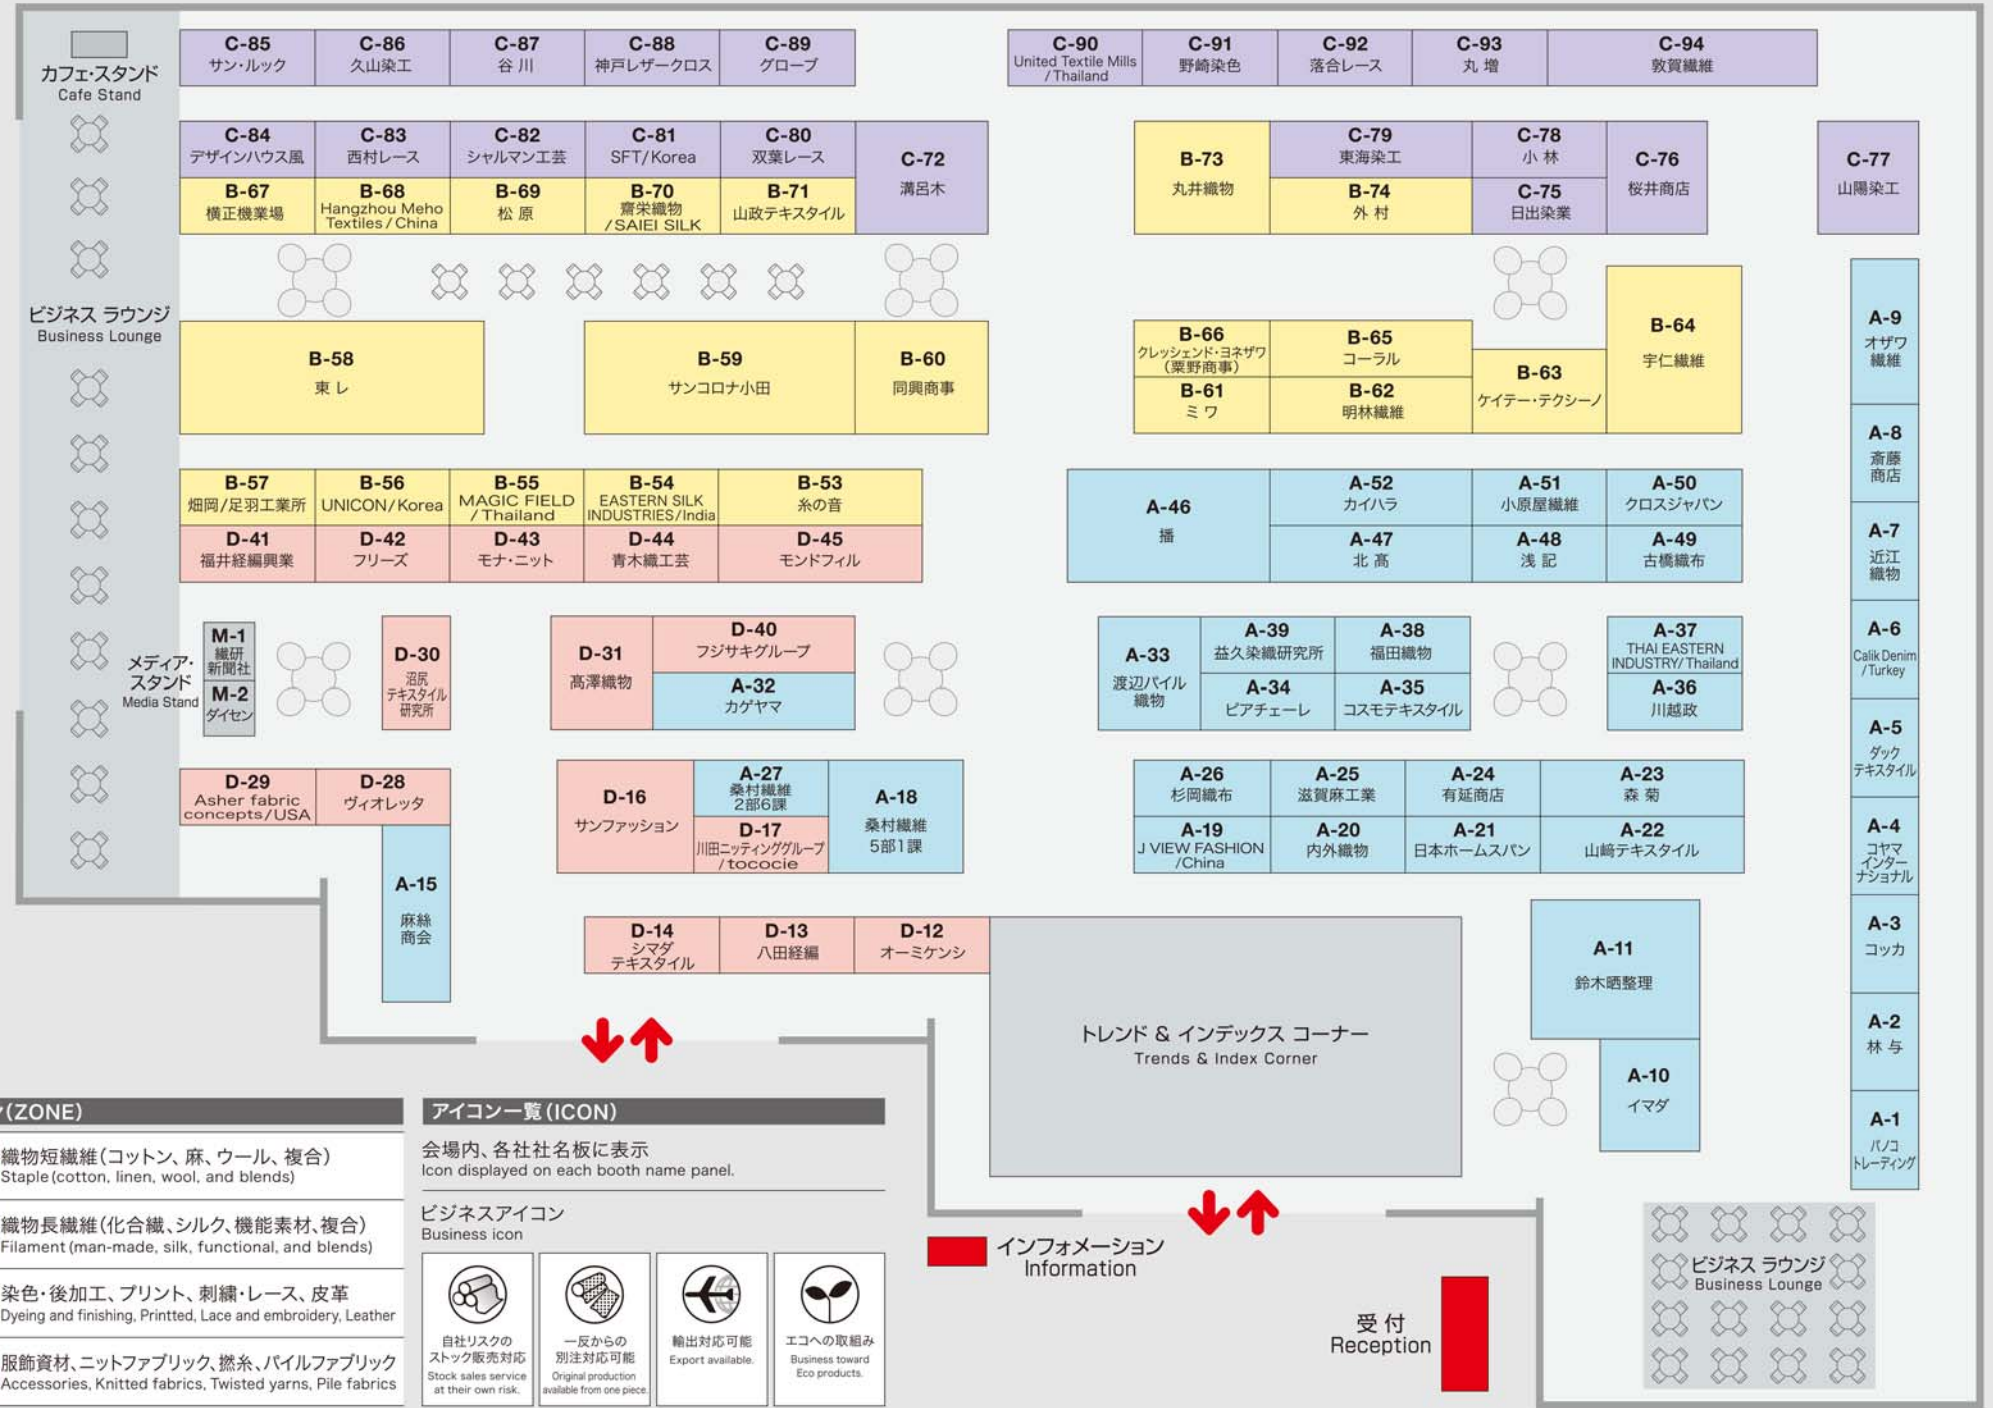 カフェ・スタンド
Cafe Stand
C-85
サン・ルック
C-86
久山染工
C-87
谷 川
C-88
神戸レザークロス
C-89
グローブ
C-90
United Textile Mills
/Thailand
C-91
野崎染色
C-92
落合レース
C-93
丸 増
C-94
敦賀繊維
C-84
デザインハウス風
C-83
西村レース
C-82
シャルマン工芸
C-81
SFT/Korea
C-80
双葉レース
C-72
溝呂木
B-67
横正機業場
B-68
Hangzhou Meho
Textiles/China
B-69
松 原
B-70
齋栄織物
/SAIEI SILK
B-71
山政テキスタイル
B-73
丸井織物
C-79
東海染工
B-74
外 村
C-78
小 林
C-75
日出染業
C-76
桜井商店
C-77
山陽染工
ビジネス ラウンジ
Business Lounge
B-58
東 レ
B-59
サンコロナ小田
B-60
同興商事
B-66
クレッシェンド・ヨネザワ
(粟野商事)
B-65
コーラル
B-61
ミ ワ
B-62
明林繊維
B-63
ケイテー・テクシーノ
B-64
宇仁繊維
A-9
オザワ
繊維
A-8
斎藤
商店
A-7
近江
織物
A-6
Calik Denim
/Turkey
A-5
ダック
テキスタイル
A-4
コヤマ
インター
ナショナル
A-3
コッカ
A-2
林 与
A-1
パノコ
トレーディング
B-57
畑岡/足羽工業所
B-56
UNICON/Korea
B-55
MAGIC FIELD
/Thailand
B-54
EASTERN SILK
INDUSTRIES/India
B-53
糸の音
D-41
福井経編興業
D-42
フリーズ
D-43
モナ・ニット
D-44
青木織工芸
D-45
モンドフィル
A-46
播
A-52
カイハラ
A-51
小原屋繊維
A-50
クロスジャパン
A-47
北 髙
A-48
浅 記
A-49
古橋織布
メディア・
スタンド
Media Stand
M-1
繊研
新聞社
M-2
ダイセン
D-30
沼尻
テキスタイル
研究所
D-31
髙澤織物
D-40
フジサキグループ
A-32
カゲヤマ
A-33
渡辺パイル
織物
A-39
益久染織研究所
A-38
福田織物
A-34
ピアチェーレ
A-35
コスモテキスタイル
A-37
THAI EASTERN
INDUSTRY/Thailand
A-36
川越政
D-29
Asher fabric
concepts/USA
D-28
ヴィオレッタ
A-15
麻絲
商会
D-16
サンファッション
A-27
桑村繊維
2部6課
D-17
川田ニッティンググループ
/tococie
A-18
桑村繊維
5部1課
A-26
杉岡織布
A-25
滋賀麻工業
A-24
有延商店
A-23
森 菊
A-19
J VIEW FASHION
/China
A-20
内外織物
A-21
日本ホームスパン
A-22
山﨑テキスタイル
D-14
シマダ
テキスタイル
D-13
八田経編
D-12
オーミケンシ
トレンド & インデックス コーナー
Trends & Index Corner
A-11
鈴木晒整理
A-10
イマダ
(ZONE)
織物短繊維(コットン、麻、ウール、複合)
Staple(cotton, linen, wool, and blends)
織物長繊維(化合繊、シルク、機能素材、複合)
Filament(man-made, silk, functional, and blends)
染色・後加工、プリント、刺繍・レース、皮革
Dyeing and finishing, Printted, Lace and embroidery, Leather
服飾資材、ニットファブリック、撚糸、パイルファブリック
Accessories, Knitted fabrics, Twisted yarns, Pile fabrics
アイコン一覧(ICON)
会場内、各社社名板に表示
Icon displayed on each booth name panel.
ビジネスアイコン
Business icon
自社リスクの
ストック販売対応
Stock sales service
at their own risk.
一反からの
別注対応可能
Original production
available from one piece.
輸出対応可能
Export available.
エコへの取組み
Business toward
Eco products.
インフォメーション
Information
受 付
Reception
ビジネス ラウンジ
Business Lounge